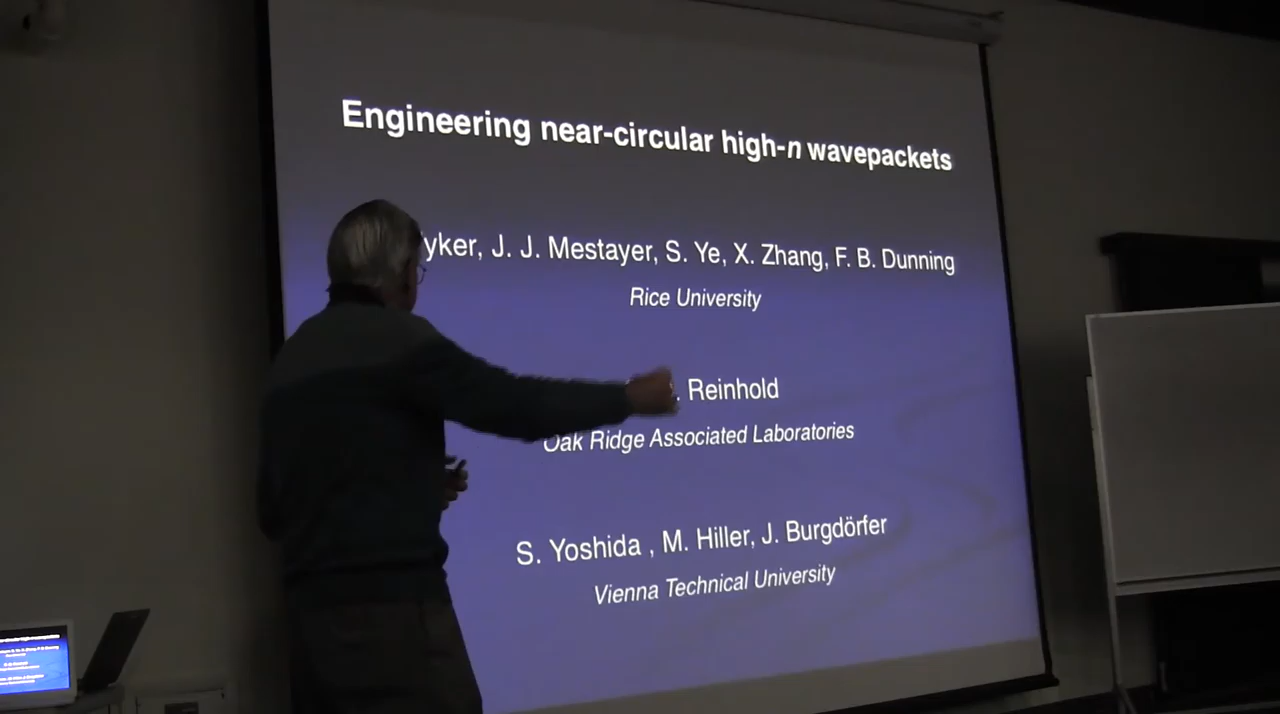 Engineering near-circular high-n wavepackets
yker, J. J. Mestayer, S. Ye, X. Zhang, F. B. Dunning
Rice University
. Reinhold
Oak Ridge Associated Laboratories
S. Yoshida , M. Hiller, J. Burgdörfer
Vienna Technical University